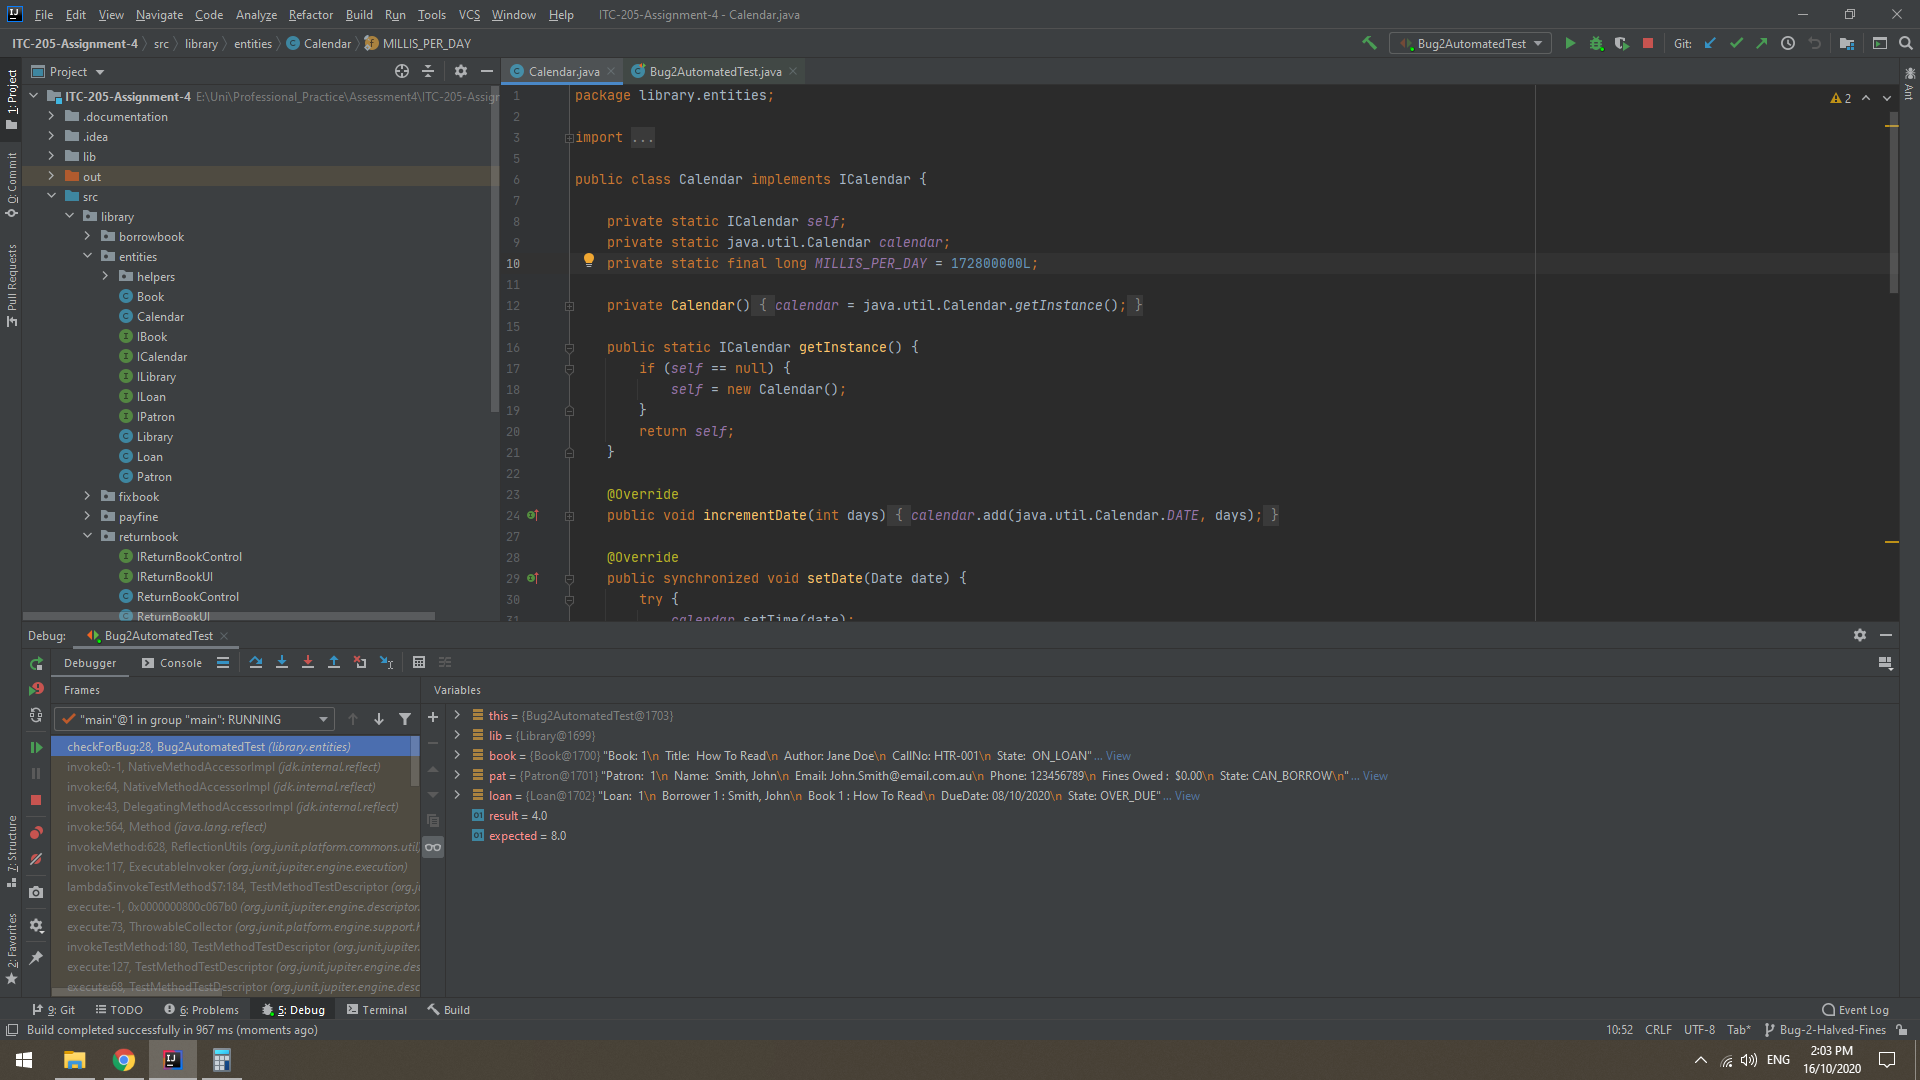 File Edit View Navigate Code Analyze Refactor Build Run Tools VCS Window Help ITC-205-Assignment-4 - Calendar.java
ITC-205-Assignment-4 src library entities Calendar MILLIS_PER_DAY Bug2AutomatedTest Git:
Project Calendar.java Bug2AutomatedTest.java
1: Project
0: Commit
Pull Requests
7: Structure
2: Favorites
Ant
ITC-205-Assignment-4 E:\Uni\Professional_Practice\Assessment4\ITC-205-Assig
.documentation
.idea
lib
out
src
library
borrowbook
entities
helpers
Book
Calendar
IBook
ICalendar
ILibrary
ILoan
IPatron
Library
Loan
Patron
fixbook
payfine
returnbook
IReturnBookControl
IReturnBookUI
ReturnBookControl
ReturnBookUI
2
1 package library.entities;
2
3 import ...
5
6 public class Calendar implements ICalendar {
7
8 private static ICalendar self;
9 private static java.util.Calendar calendar;
10 private static final long MILLIS_PER_DAY = 172800000L;
11
12 private Calendar() { calendar = java.util.Calendar.getInstance(); }
15
16 public static ICalendar getInstance() {
17 if (self == null) {
18 self = new Calendar();
19 }
20 return self;
21 }
22
23 @Override
24 public void incrementDate(int days) { calendar.add(java.util.Calendar.DATE, days); }
27
28 @Override
29 public synchronized void setDate(Date date) {
30 try {
31 calendar.setTime(date);
Debug: Bug2AutomatedTest
Debugger Console
Frames
"main"@1 in group "main": RUNNING
checkForBug:28, Bug2AutomatedTest (library.entities)
invoke0:-1, NativeMethodAccessorImpl (jdk.internal.reflect)
invoke:64, NativeMethodAccessorImpl (jdk.internal.reflect)
invoke:43, DelegatingMethodAccessorImpl (jdk.internal.reflect)
invoke:564, Method (java.lang.reflect)
invokeMethod:628, ReflectionUtils (org.junit.platform.commons.util,
invoke:117, ExecutableInvoker (org.junit.jupiter.engine.execution)
lambda$invokeTestMethod$7:184, TestMethodTestDescriptor (org.ju
execute:-1, 0x0000000800c067b0 (org.junit.jupiter.engine.descriptor.
execute:73, ThrowableCollector (org.junit.platform.engine.support.h
invokeTestMethod:180, TestMethodTestDescriptor (org.junit.jupiter.
execute:127, TestMethodTestDescriptor (org.junit.jupiter.engine.des
execute:68, TestMethodTestDescriptor (org.junit.jupiter.engine.desc
Variables
this = {Bug2AutomatedTest@1703}
lib = {Library@1699}
book = {Book@1700} "Book: 1\n Title: How To Read\n Author: Jane Doe\n CallNo: HTR-001\n State: ON_LOAN" ... View
pat = {Patron@1701} "Patron: 1\n Name: Smith, John\n Email: John.Smith@email.com.au\n Phone: 123456789\n Fines Owed : $0.00\n State: CAN_BORROW\n" ... View
loan = {Loan@1702} "Loan: 1\n Borrower 1 : Smith, John\n Book 1 : How To Read\n DueDate: 08/10/2020\n State: OVER_DUE" ... View
result = 4.0
expected = 8.0
9: Git TODO 6: Problems 5: Debug Terminal Build Event Log
Build completed successfully in 967 ms (moments ago) 10:52 CRLF UTF-8 Tab* Bug-2-Halved-Fines
ENG 2:03 PM
16/10/2020